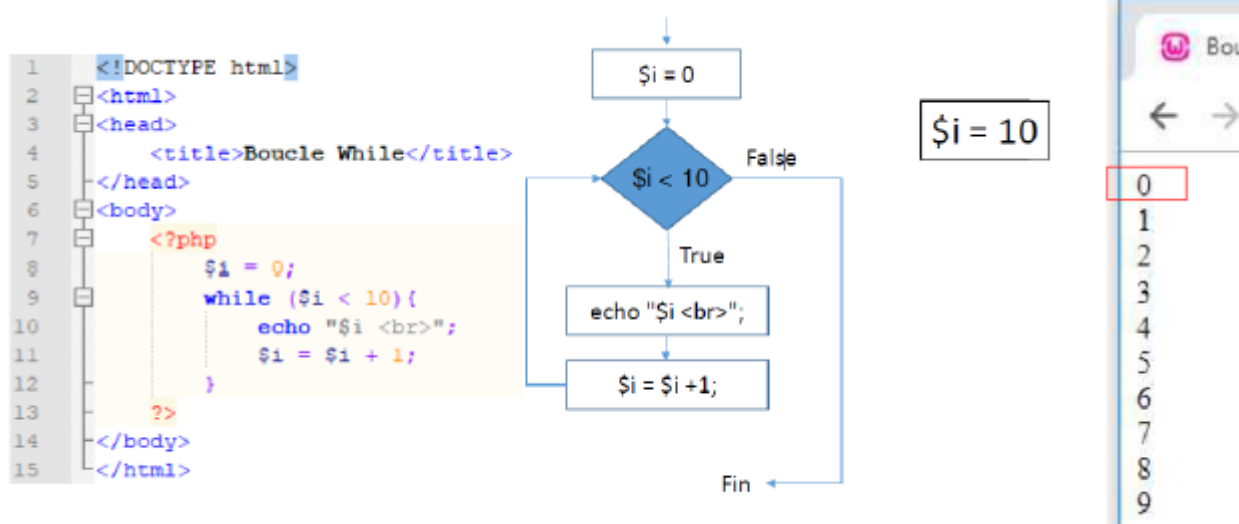 1 <!DOCTYPE html>
2 <html>
3 <head>
4 <title>Boucle While</title>
5 </head>
6 <body>
7 <?php
8 $i = 0;
9 while ($i < 10){
10 echo "$i <br>";
11 $i = $i + 1;
12 }
13 ?>
14 </body>
15 </html>
$i = 0
$i < 10
False
True
echo "$i <br>";
$i = $i +1;
Fin
$i = 10
Bou
0
1
2
3
4
5
6
7
8
9